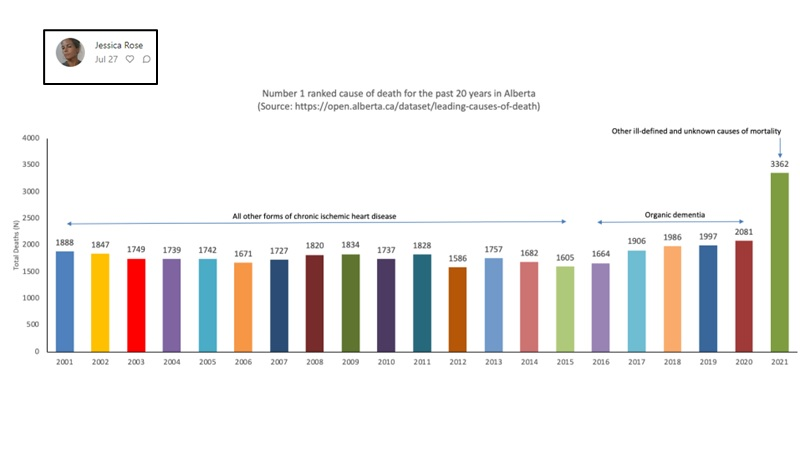 Jessica Rose
Jul 27
Number 1 ranked cause of death for the past 20 years in Alberta
(Source: https://open.alberta.ca/dataset/leading-causes-of-death)
Other ill-defined and unknown causes of mortality
4000
3500
3000
2500
2000
1500
1000
500
0
Total Deaths (N)
All other forms of chronic ischemic heart disease
Organic dementia
1888 1847 1749 1739 1742 1671 1727 1820 1834 1737 1828 1586 1757 1682 1605 1664 1906 1986 1997 2081 3362
2001 2002 2003 2004 2005 2006 2007 2008 2009 2010 2011 2012 2013 2014 2015 2016 2017 2018 2019 2020 2021